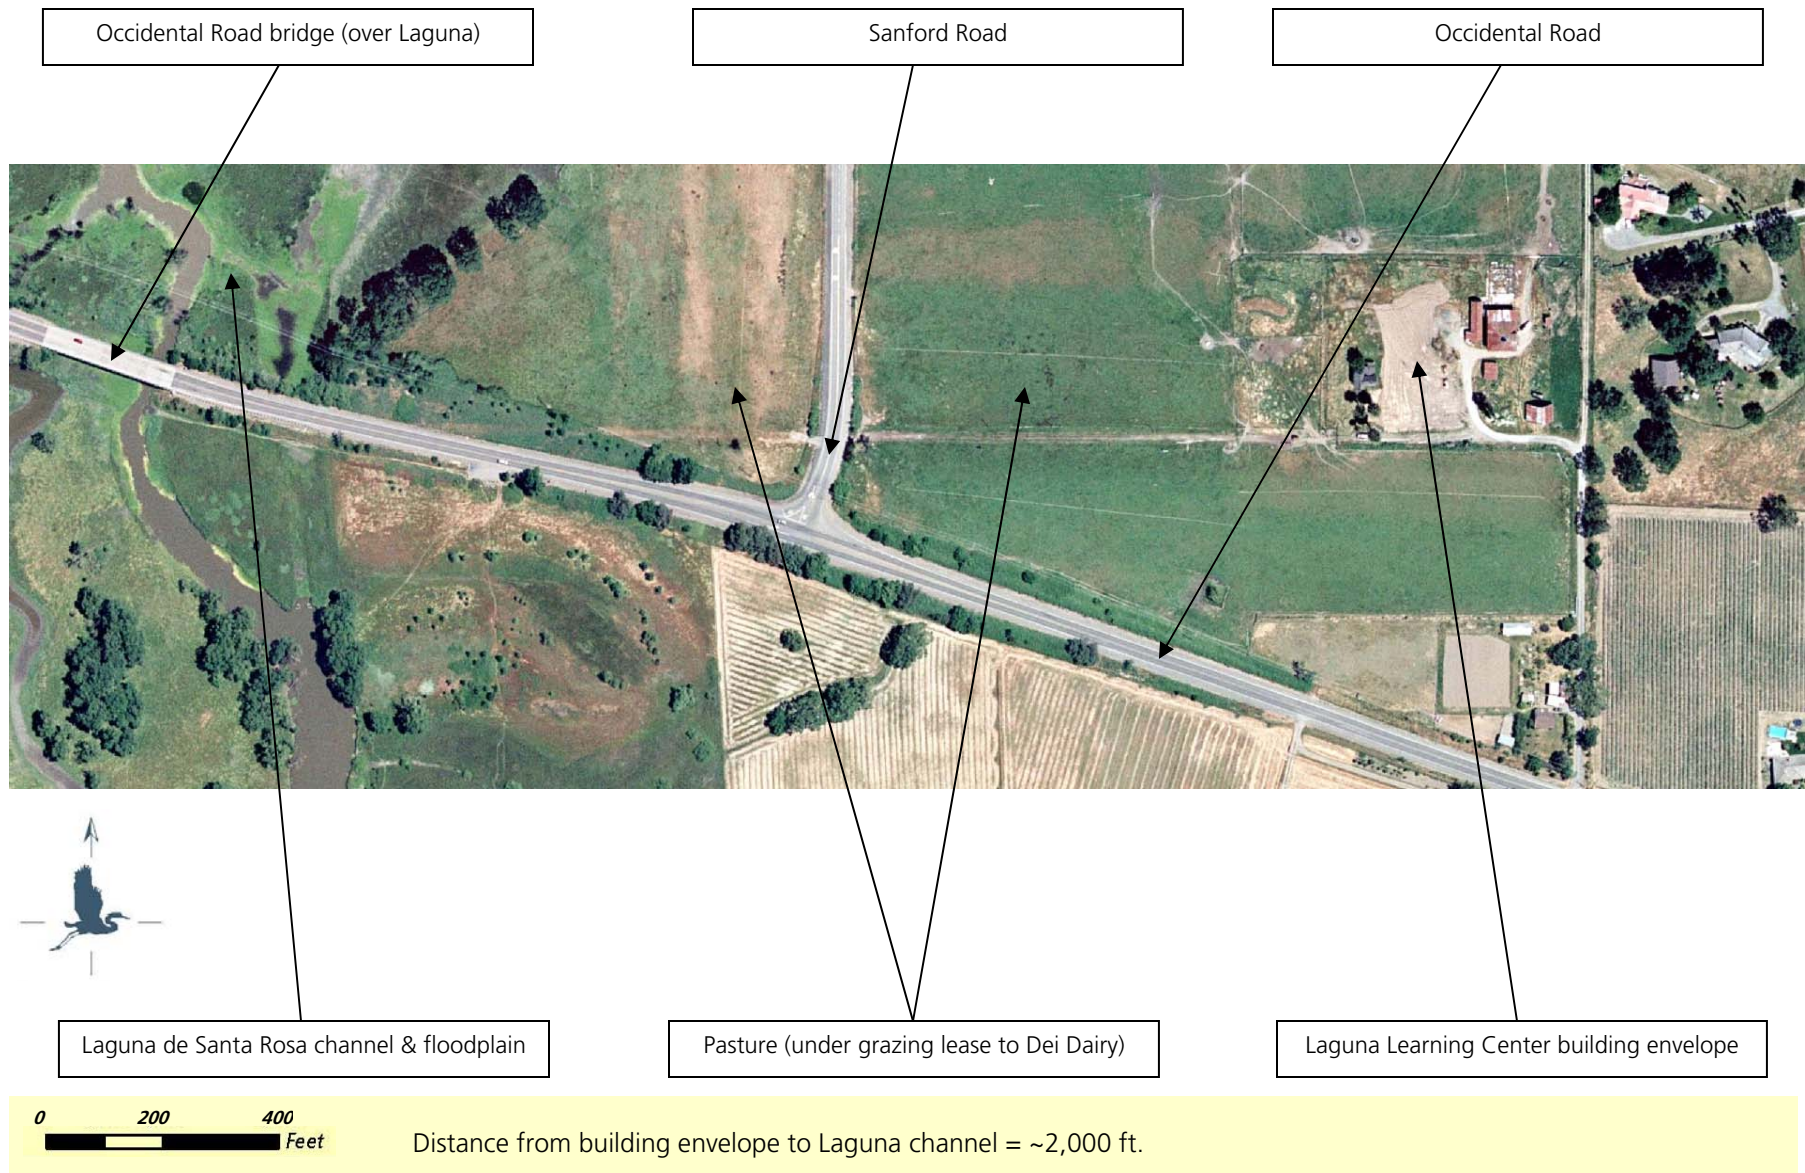 Occidental Road bridge (over Laguna)
Sanford Road
Occidental Road
Laguna de Santa Rosa channel & floodplain
Pasture (under grazing lease to Dei Dairy)
Laguna Learning Center building envelope
0 200 400
Feet
Distance from building envelope to Laguna channel = ~2,000 ft.